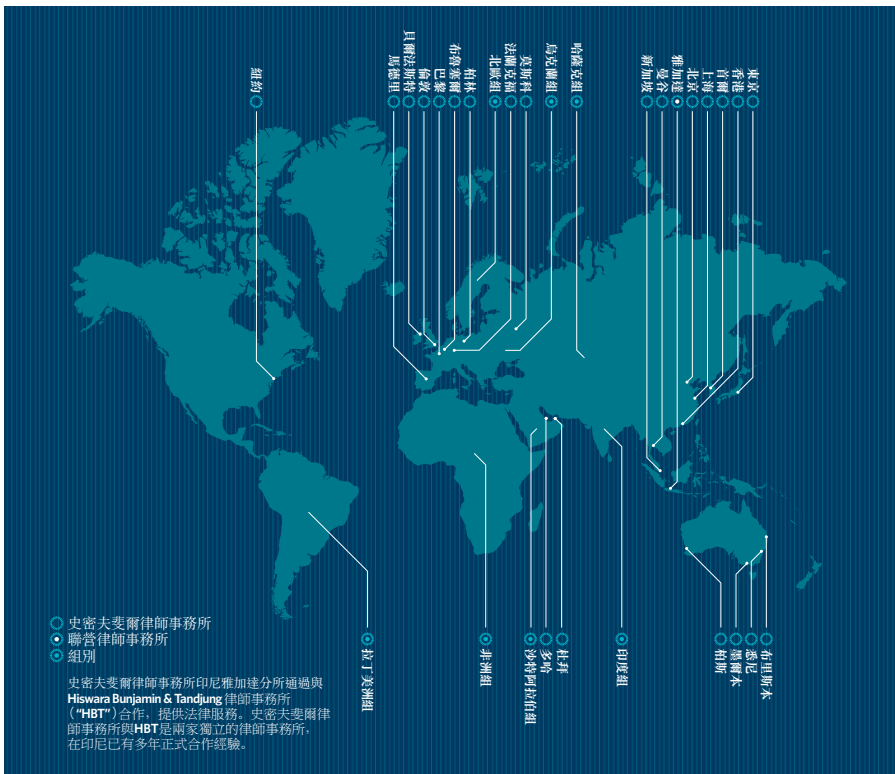 紐約
馬德里
貝爾法斯特
倫敦
巴黎
布魯塞爾
柏林
北歐組
法蘭克福
莫斯科
烏克蘭組
哈薩克組
新加坡
曼谷
雅加達
北京
上海
首爾
香港
東京
拉丁美洲組
非洲組
沙特阿拉伯組
多哈
杜拜
印度組
柏斯
墨爾本
悉尼
布里斯本
史密夫斐爾律師事務所
聯營律師事務所
組別
史密夫斐爾律師事務所印尼雅加達分所通過與
Hiswara Bunjamin & Tandjung 律師事務所
(“HBT”)合作，提供法律服務。史密夫斐爾律
師事務所與HBT是兩家獨立的律師事務所，
在印尼已有多年正式合作經驗。